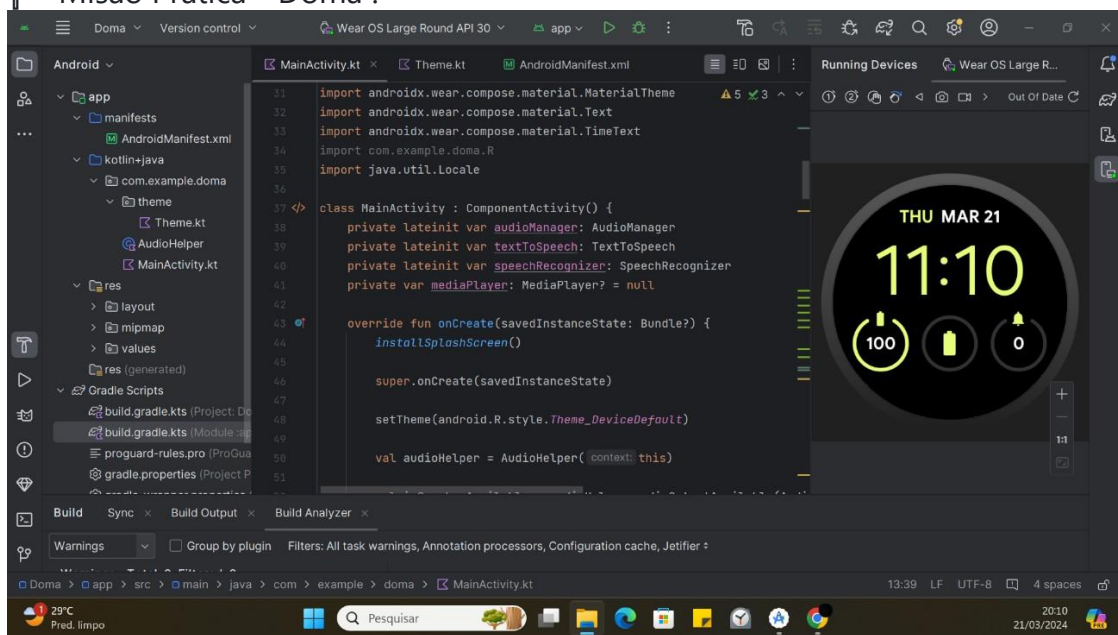 Missão Prática – Doma .
Doma Version control Wear OS Large Round API 30 app
Android
app
manifests
AndroidManifest.xml
kotlin+java
com.example.doma
theme
Theme.kt
AudioHelper
MainActivity.kt
res
layout
mipmap
values
res (generated)
Gradle Scripts
build.gradle.kts (Project: Do
build.gradle.kts (Module :ap
proguard-rules.pro (ProGua
gradle.properties (Project P
MainActivity.kt Theme.kt AndroidManifest.xml
5 3
31 import androidx.wear.compose.material.MaterialTheme
32 import androidx.wear.compose.material.Text
33 import androidx.wear.compose.material.TimeText
34 import com.example.doma.R
35 import java.util.Locale
36
37 class MainActivity : ComponentActivity() {
38 private lateinit var audioManager: AudioManager
39 private lateinit var textToSpeech: TextToSpeech
40 private lateinit var speechRecognizer: SpeechRecognizer
41 private var mediaPlayer: MediaPlayer? = null
42
43 override fun onCreate(savedInstanceState: Bundle?) {
44 installSplashScreen()
45
46 super.onCreate(savedInstanceState)
47
48 setTheme(android.R.style.Theme_DeviceDefault)
49
50 val audioHelper = AudioHelper( context: this)
51
Running Devices Wear OS Large R...
Out Of Date
THU MAR 21
11:10
100 0
1:1
Build Sync Build Output Build Analyzer
Warnings Group by plugin Filters: All task warnings, Annotation processors, Configuration cache, Jetifier
Doma > app > src > main > java > com > example > doma > MainActivity.kt 13:39 LF UTF-8 4 spaces
1 29°C
Pred. limpo
Pesquisar
20:10
21/03/2024
PRE